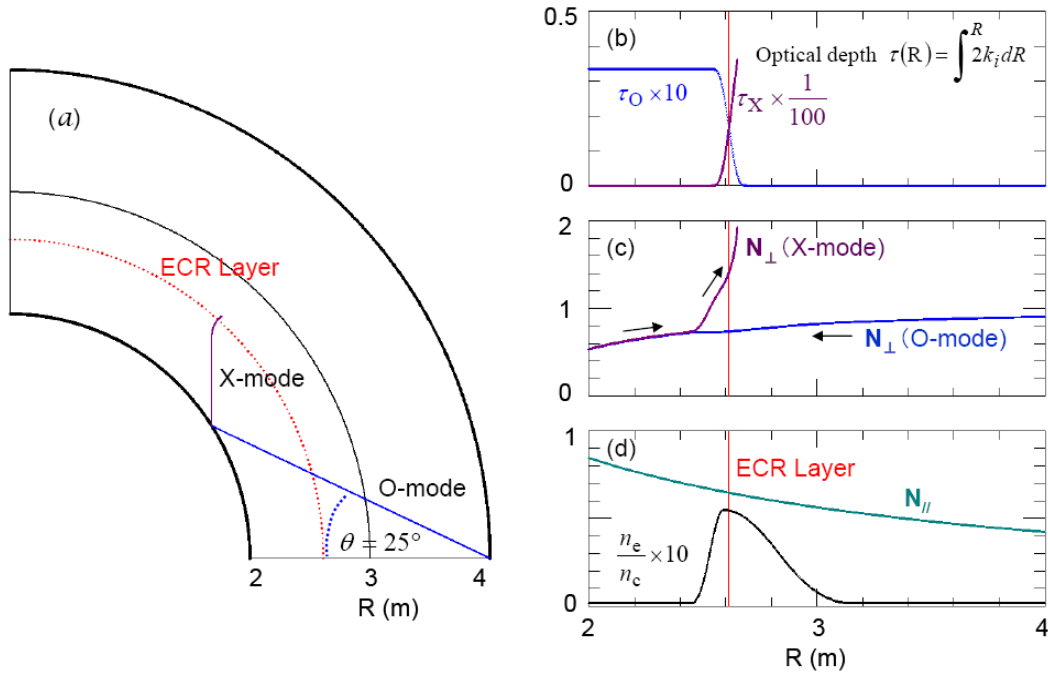 (a)
ECR Layer
X-mode
O-mode
θ = 25°
2 3 4
R (m)
0.5
(b)
Optical depth τ(R) = ∫^R 2k_i dR
τ_O ×10
τ_X × 1/100
0
2
(c)
N⊥ (X-mode)
1
N⊥ (O-mode)
0
1
(d)
ECR Layer
N//
n_e/n_c ×10
0
2 3 4
R (m)